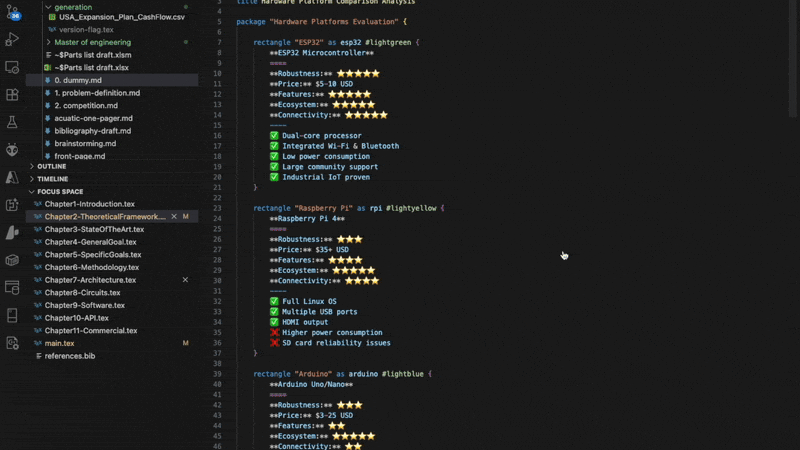 generation
USA_Expansion_Plan_CashFlow.csv
version-flag.tex
Master of engineering
~$Parts list draft.xlsm
~$Parts list draft.xlsx
0. dummy.md
1. problem-definition.md
2. competition.md
acuatic-one-pager.md
bibliography-draft.md
brainstorming.md
front-page.md
OUTLINE
TIMELINE
FOCUS SPACE
Chapter1-Introduction.tex
Chapter2-TheoreticalFramework.... M
Chapter3-StateOfTheArt.tex
Chapter4-GeneralGoal.tex
Chapter5-SpecificGoals.tex
Chapter6-Methodology.tex
Chapter7-Architecture.tex
Chapter8-Circuits.tex
Chapter9-Software.tex
Chapter10-API.tex
Chapter11-Commercial.tex
main.tex M
references.bib
3 title Hardware Platform Comparison Analysis
4
5 package "Hardware Platforms Evaluation" {
6
7 rectangle "ESP32" as esp32 #lightgreen {
8 **ESP32 Microcontroller**
9 ====
10 **Robustness:** ⭐⭐⭐⭐⭐
11 **Price:** $5-10 USD
12 **Features:** ⭐⭐⭐⭐⭐
13 **Ecosystem:** ⭐⭐⭐⭐⭐
14 **Connectivity:** ⭐⭐⭐⭐⭐
15 ----
16 ✅ Dual-core processor
17 ✅ Integrated Wi-Fi & Bluetooth
18 ✅ Low power consumption
19 ✅ Large community support
20 ✅ Industrial IoT proven
21 }
22
23 rectangle "Raspberry Pi" as rpi #lightyellow {
24 **Raspberry Pi 4**
25 ====
26 **Robustness:** ⭐⭐⭐
27 **Price:** $35+ USD
28 **Features:** ⭐⭐⭐⭐
29 **Ecosystem:** ⭐⭐⭐⭐⭐
30 **Connectivity:** ⭐⭐⭐⭐
31 ----
32 ✅ Full Linux OS
33 ✅ Multiple USB ports
34 ✅ HDMI output
35 ❌ Higher power consumption
36 ❌ SD card reliability issues
37 }
38
39 rectangle "Arduino" as arduino #lightblue {
40 **Arduino Uno/Nano**
41 ====
42 **Robustness:** ⭐⭐⭐
43 **Price:** $3-25 USD
44 **Features:** ⭐⭐
45 **Ecosystem:** ⭐⭐⭐⭐⭐
46 **Connectivity:** ⭐⭐